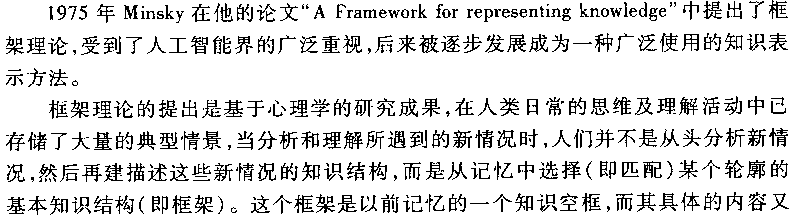 1975 年 Minsky 在他的论文“A Framework for representing knowledge”中提出了框
架理论,受到了人工智能界的广泛重视,后来被逐步发展成为一种广泛使用的知识表
示方法。
框架理论的提出是基于心理学的研究成果,在人类日常的思维及理解活动中已
存储了大量的典型情景,当分析和理解所遇到的新情况时,人们并不是从头分析新情
况,然后再建描述这些新情况的知识结构,而是从记忆中选择(即匹配)某个轮廓的
基本知识结构(即框架)。这个框架是以前记忆的一个知识空框,而其具体的内容又